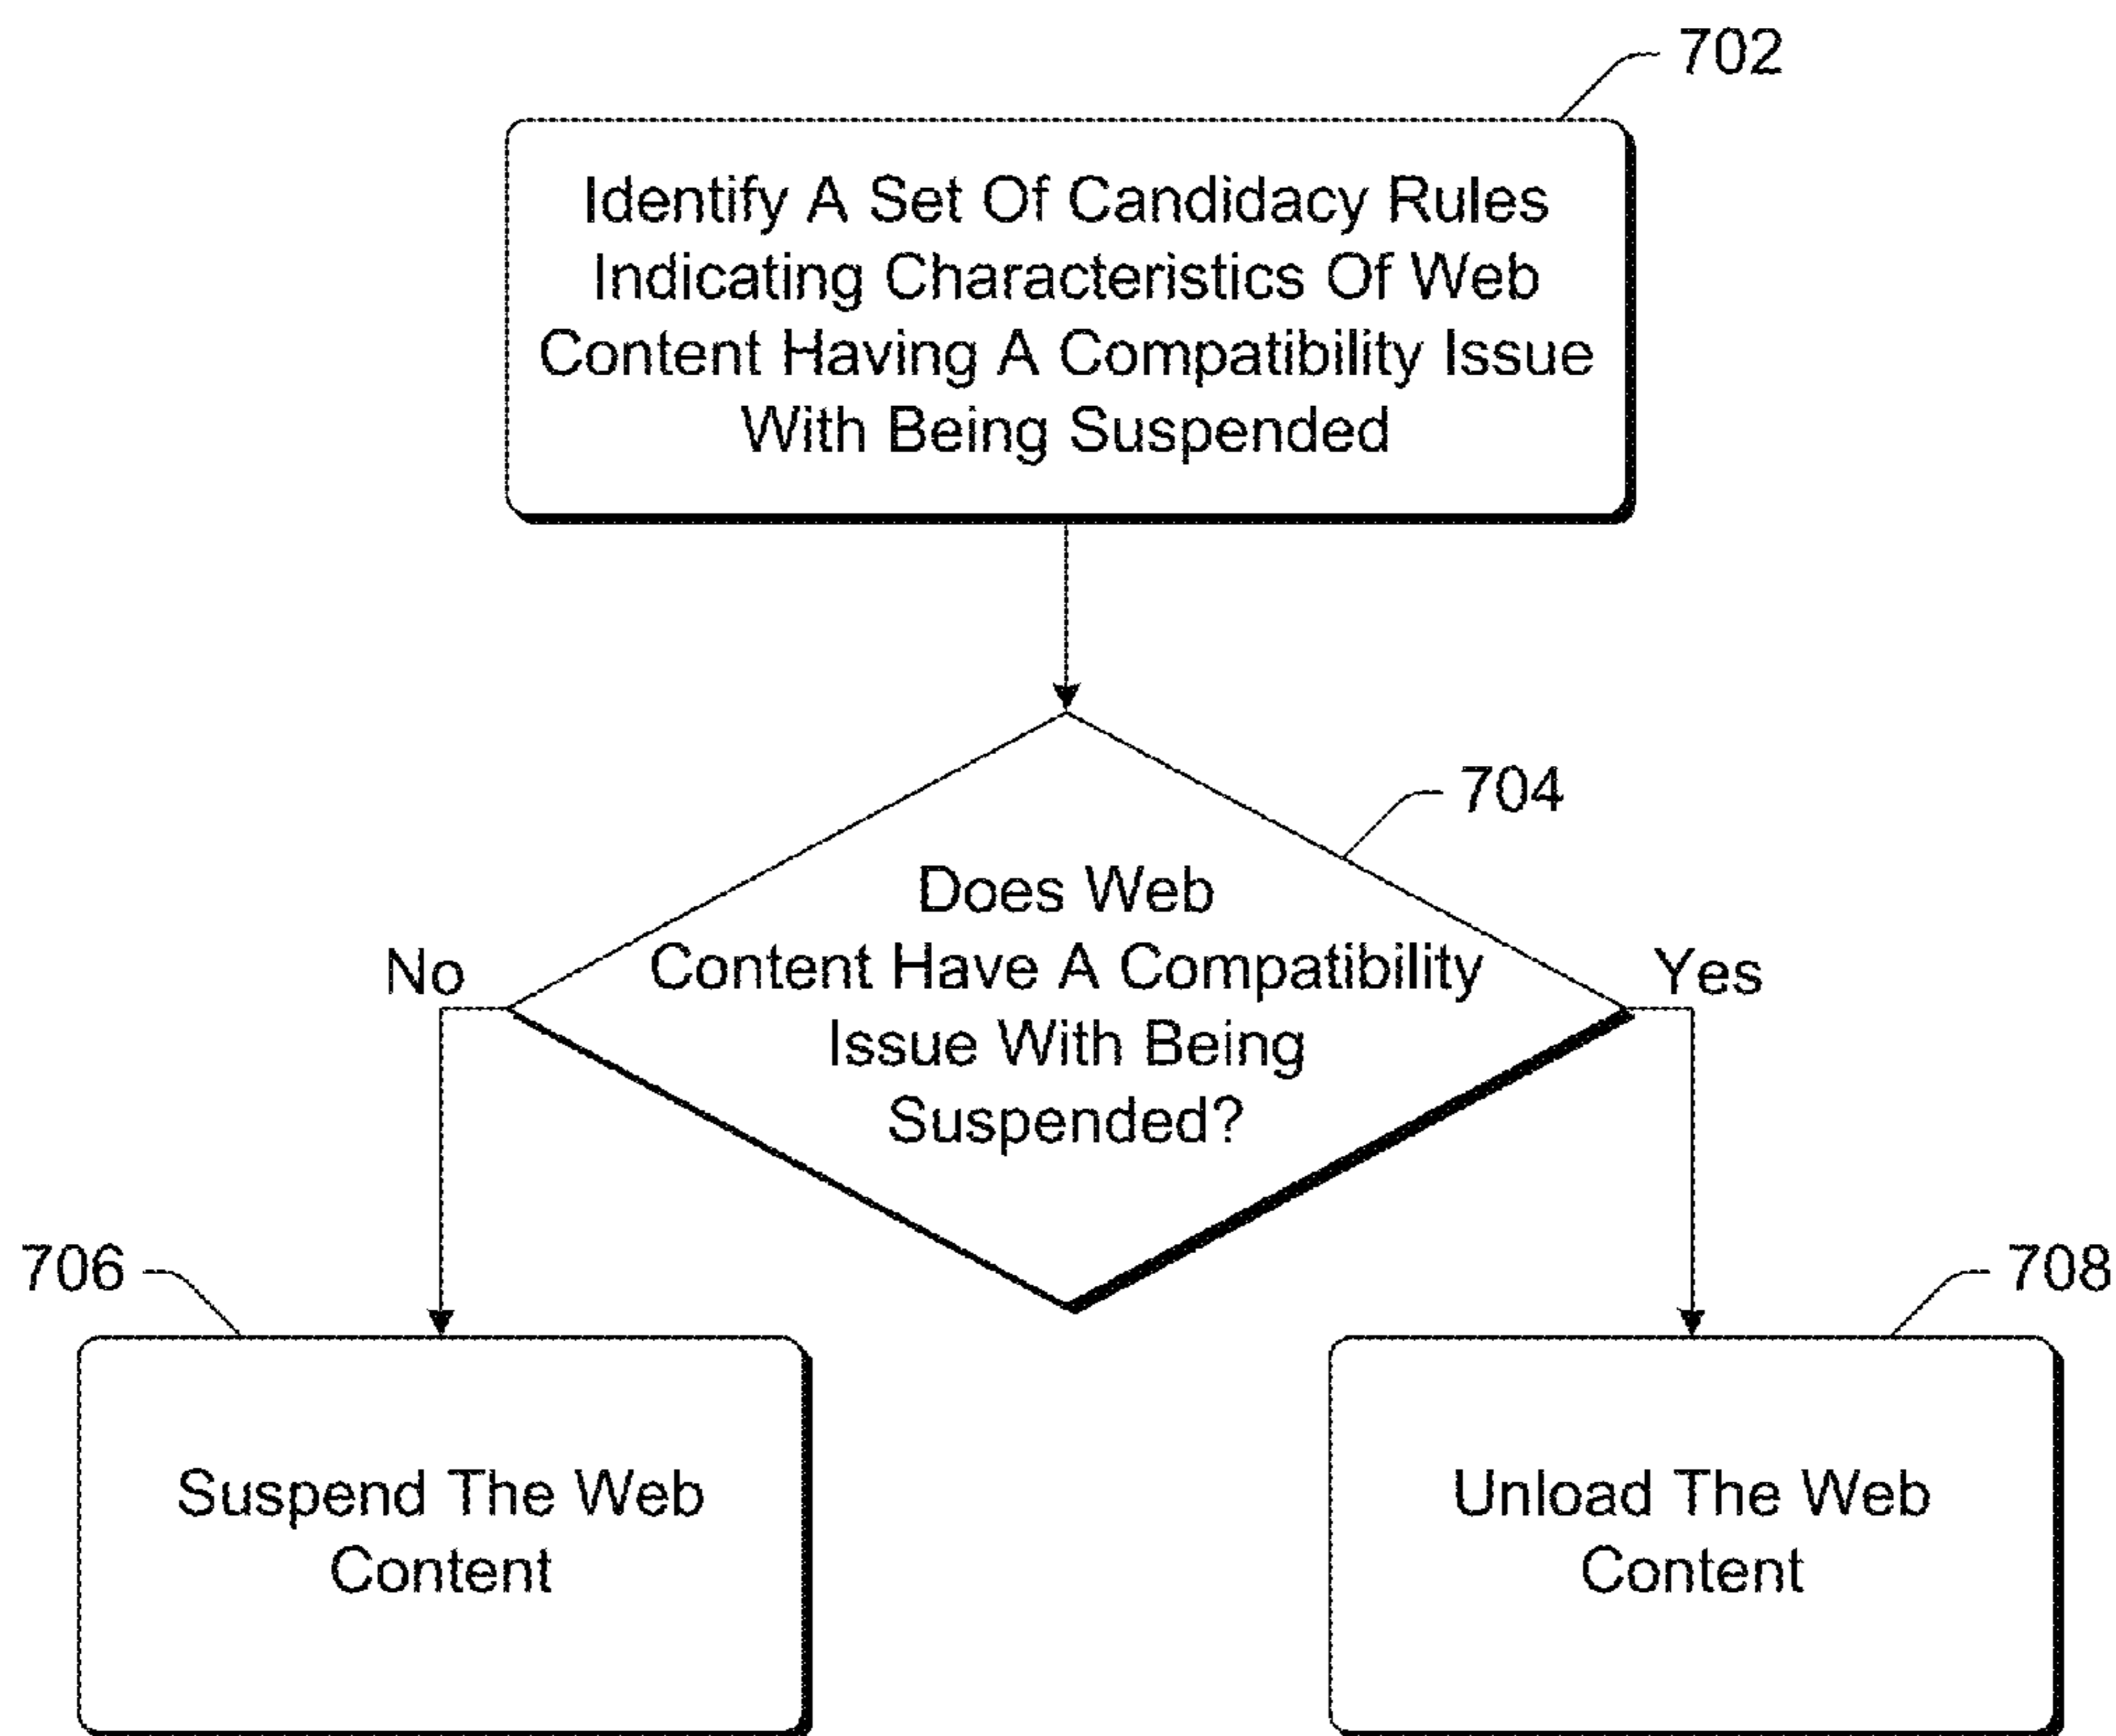 702
Identify A Set Of Candidacy Rules
Indicating Characteristics Of Web
Content Having A Compatibility Issue
With Being Suspended
704
Does Web
Content Have A Compatibility
Issue With Being
Suspended?
No
Yes
706
Suspend The Web
Content
708
Unload The Web
Content